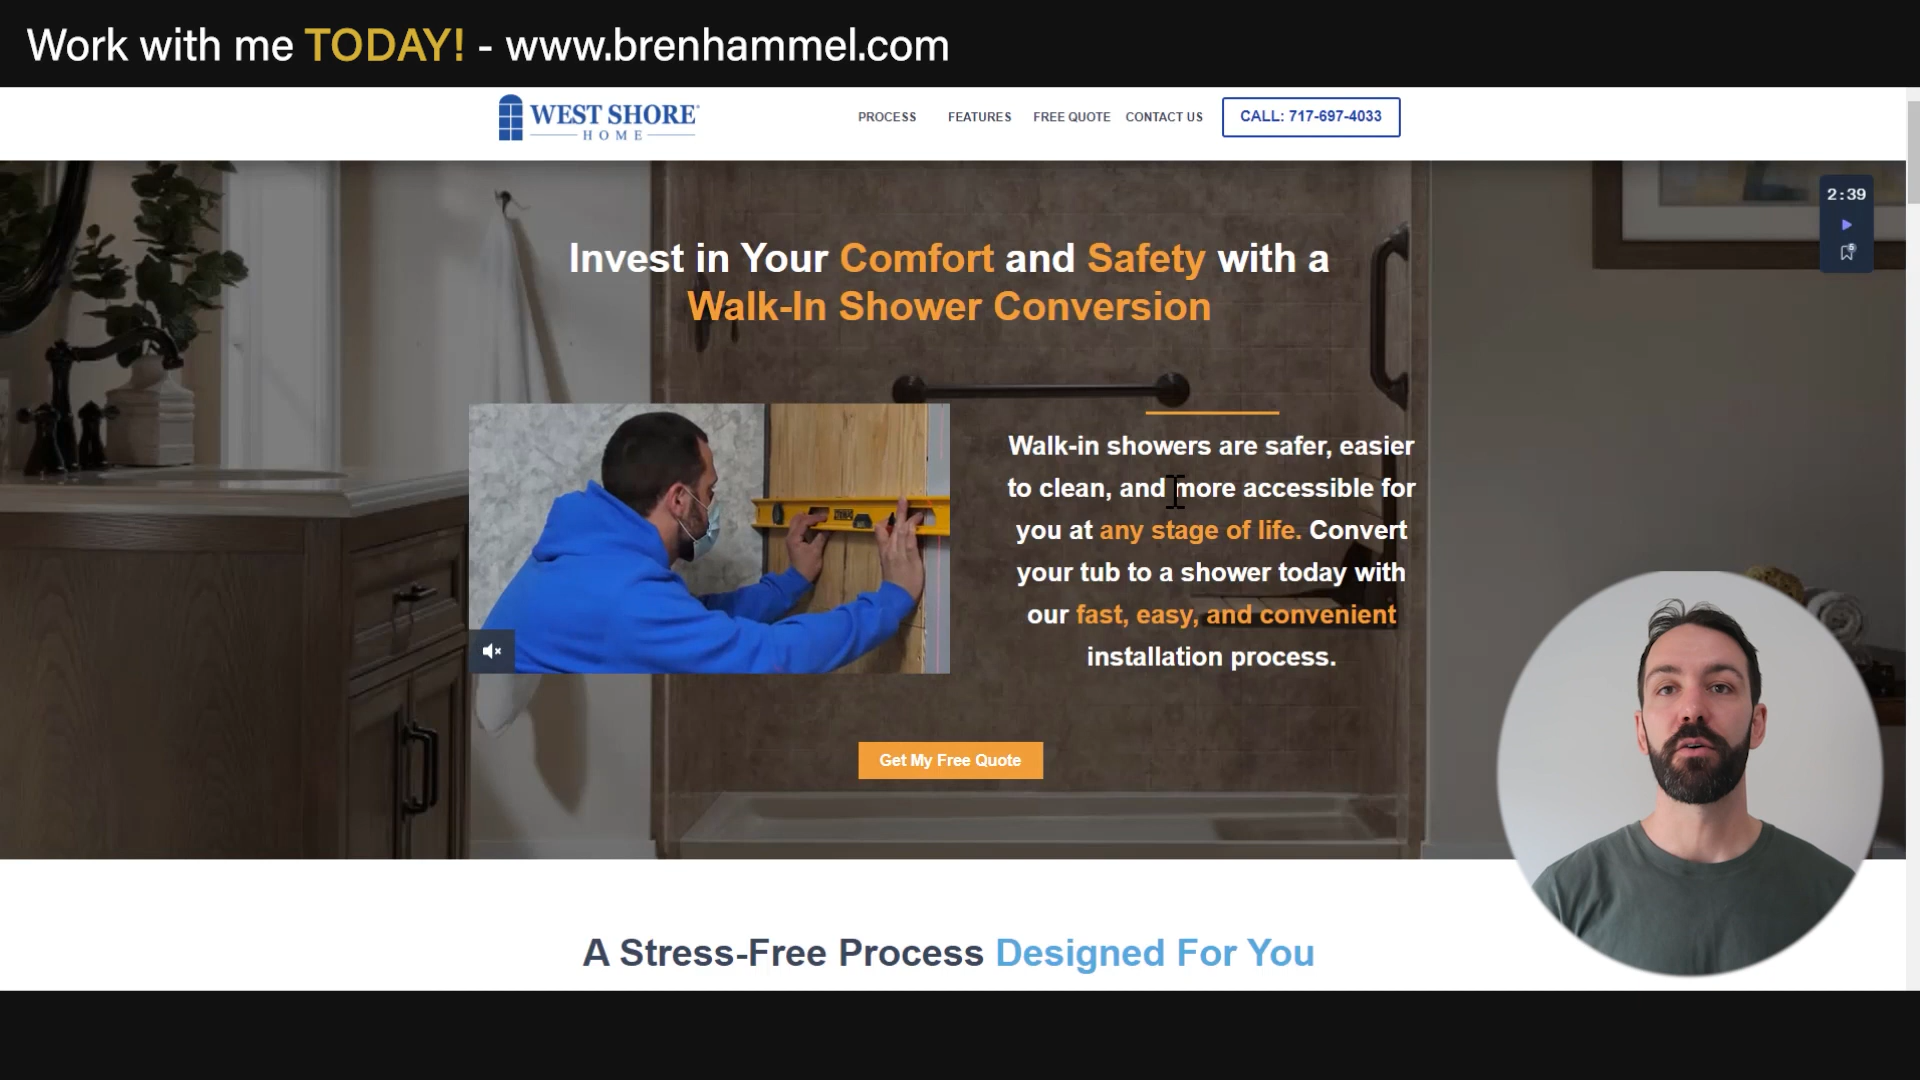 Work with me TODAY! - www.brenhammel.com
WEST SHORE
HOME
PROCESS
FEATURES
FREE QUOTE
CONTACT US
CALL: 717-697-4033
2:39
Invest in Your Comfort and Safety with a
Walk-In Shower Conversion
Walk-in showers are safer, easier
to clean, and more accessible for
you at any stage of life. Convert
your tub to a shower today with
our fast, easy, and convenient
installation process.
Get My Free Quote
A Stress-Free Process Designed For You